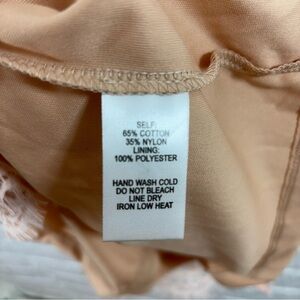 SELF:
65% COTTON
35% NYLON
LINING:
100% POLYESTER
HAND WASH COLD
DO NOT BLEACH
LINE DRY
IRON LOW HEAT